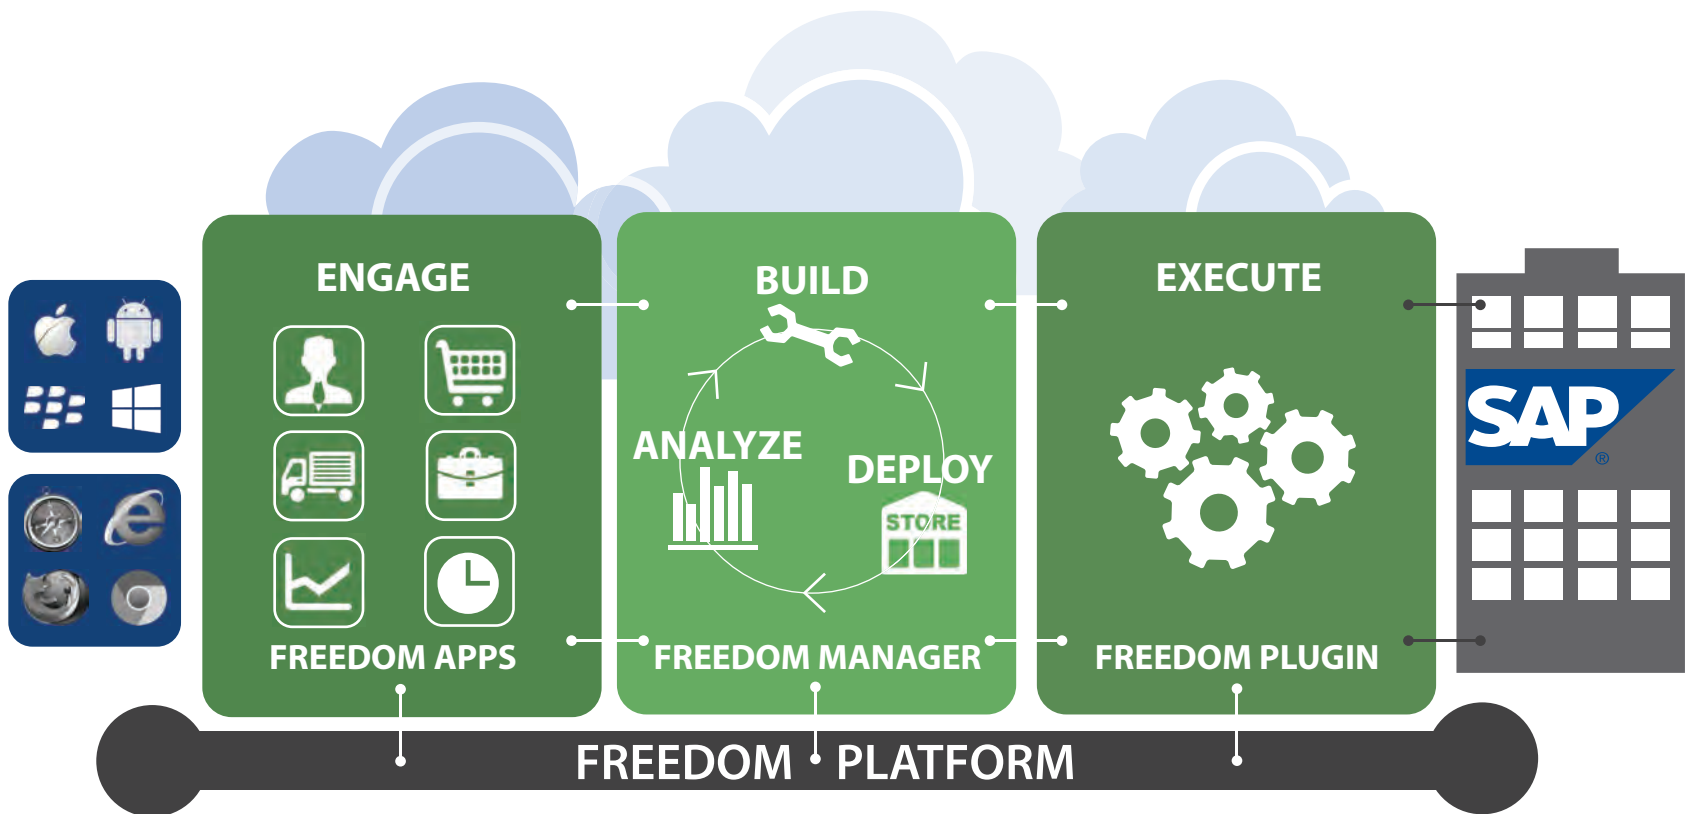 ENGAGE
FREEDOM APPS
BUILD
ANALYZE
DEPLOY
STORE
FREEDOM MANAGER
EXECUTE
FREEDOM PLUGIN
SAP
®
FREEDOM PLATFORM